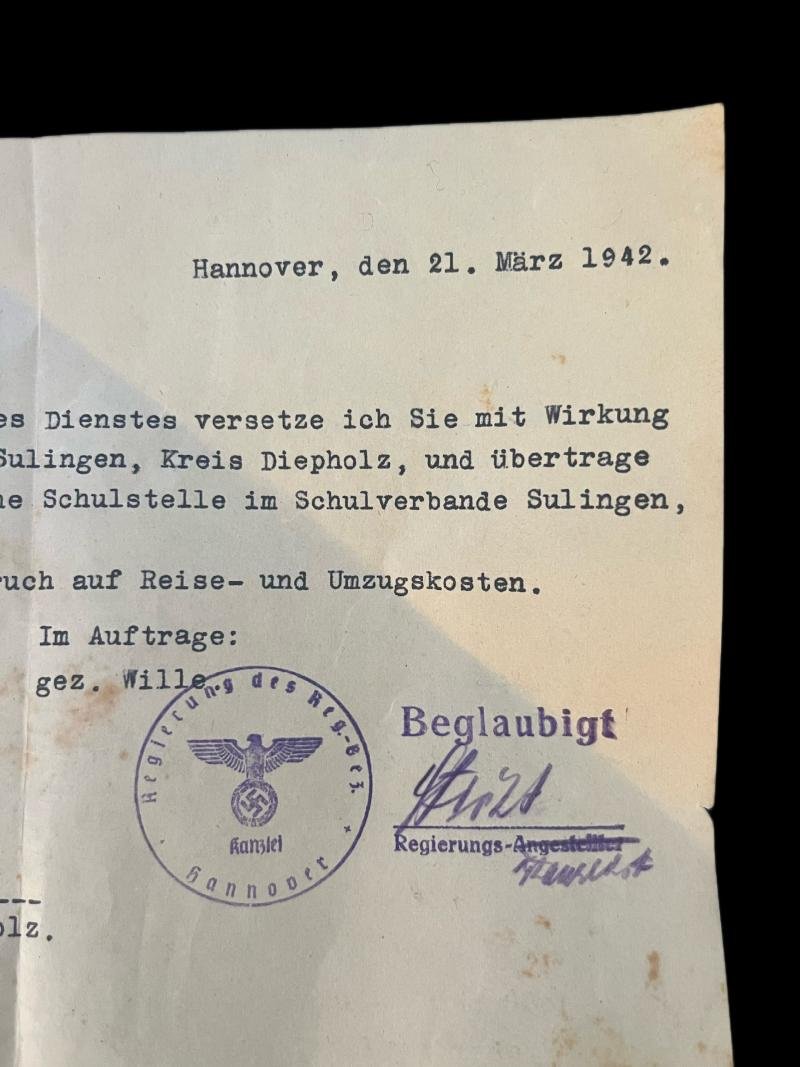 Hannover, den 21. März 1942.
es Dienstes versetze ich Sie mit Wirkung
Sulingen, Kreis Diepholz, und übertrage
ne Schulstelle im Schulverbande Sulingen,
ruch auf Reise- und Umzugskosten.
Im Auftrage:
gez. Wille.
Regierung des Reg.-Bez.
Kanzlei
Hannover
Beglaubigt
Regierungs-Angestellter
olz.